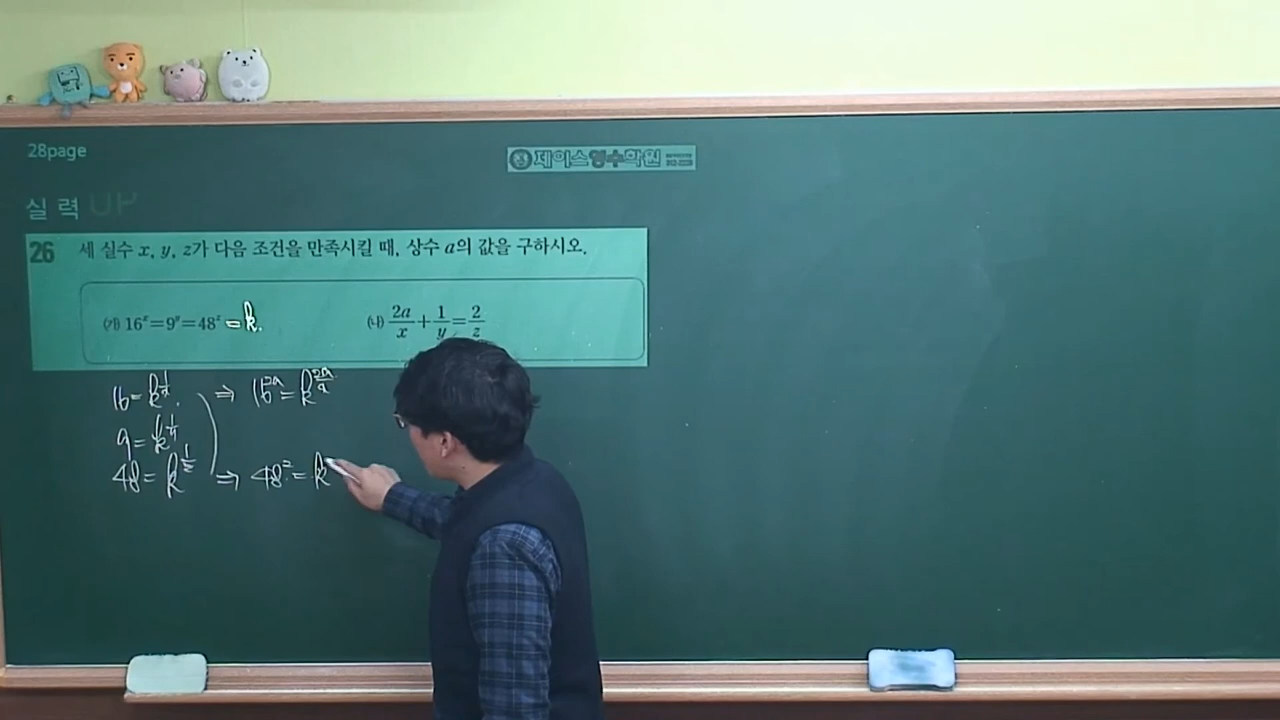 28page
제이스영수학원
실력 UP
26 세 실수 x, y, z가 다음 조건을 만족시킬 때, 상수 a의 값을 구하시오.
(가) 16^x=9^y=48^z = k. (나) 2a/x+1/y=2/z
16=k^{1/x}. ⇒ 16^{2a}=k^{2a/x}
9=k^{1/y}
48=k^{1/z} ⇒ 48^2=k